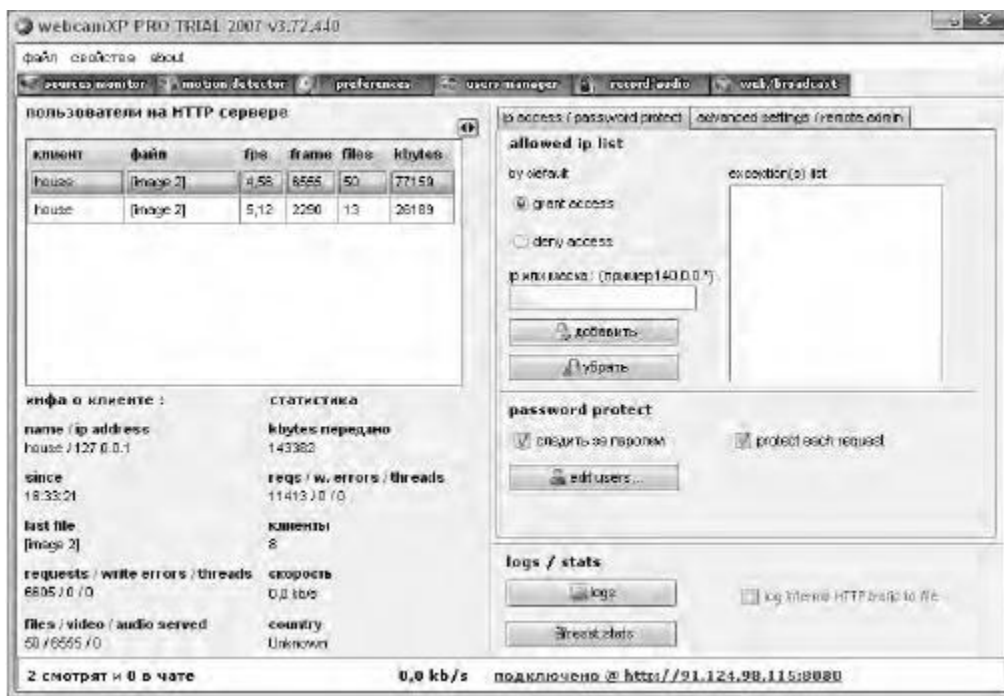 webcamXP PRO TRIAL 2007 v3.72.440
файл свойства about
sources monitor motion detector preferences users manager record/audio web/broadcast
пользователи на HTTP сервере
клиент файл fps frame files kbytes
house [image 2] 4,58 6555 50 77159
house [image 2] 5,12 2290 13 26189
инфа о клиенте :
name / ip address
house / 127.0.0.1
since
18:33:21
last file
[image 2]
requests / write errors / threads
6605 / 0 / 0
files / video / audio served
50 / 6555 / 0
статистика
kbytes передано
143382
reqs / w. errors / threads
11413 / 0 / 0
клиенты
8
скорость
0,0 kb/s
country
Unknown
ip access / password protect advanced settings / remote admin
allowed ip list
by default
grant access
deny access
ip или маска : (пример 140.0.0.*)
добавить
убрать
exception(s) list
password protect
следить за паролем
protect each request
edit users...
logs / stats
logs
log internal HTTP traffic to file
reset stats
2 смотрят и 0 в чате 0,0 kb/s подключено @ http://91.124.98.115:8080